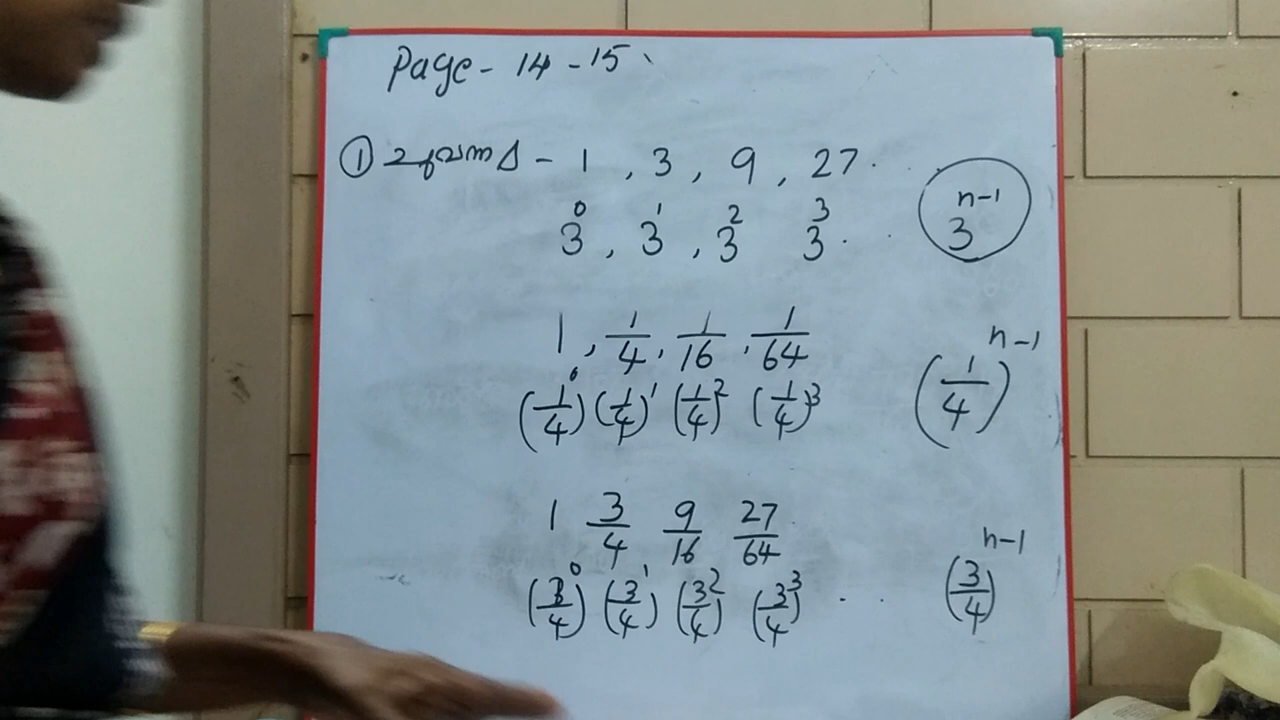 Page - 14 - 15
① ചുവന്ന Δ - 1 , 3 , 9 , 27 .
3⁰ , 3¹ , 3² 3³ . . 3ⁿ⁻¹
1 , 1/4 , 1/16 , 1/64
(1/4)⁰ (1/4)¹ (1/4)² (1/4)³ (1/4)ⁿ⁻¹
1 3/4 9/16 27/64
(3/4)⁰ (3/4)¹ (3/4)² (3/4)³ . . (3/4)ⁿ⁻¹